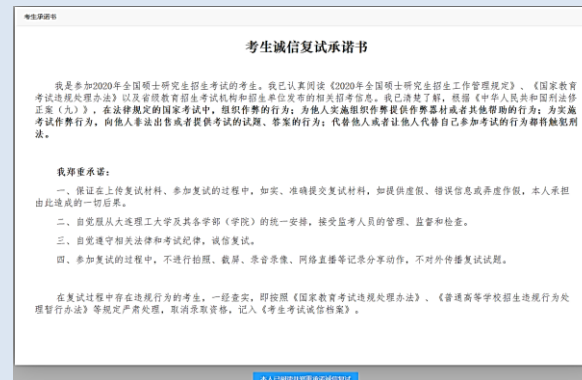 考生承诺书
考生诚信复试承诺书
我是参加2020年全国硕士研究生招生考试的考生。我已认真阅读《2020年全国硕士研究生招生工作管理规定》、《国家教育
考试违规处理办法》以及省级教育招生考试机构和招生单位发布的相关招考信息。我已清楚了解，根据《中华人民共和国刑法修
正案（九）》，在法律规定的国家考试中，组织作弊的行为；为他人实施组织作弊提供作弊器材或者其他帮助的行为；为实施
考试作弊行为，向他人非法出售或者提供考试的试题、答案的行为；代替他人或者让他人代替自己参加考试的行为都将触犯刑
法。
我郑重承诺：
一、保证在上传复试材料、参加复试的过程中，如实、准确提交复试材料，如提供虚假、错误信息或弄虚作假，本人承担
由此造成的一切后果。
二、自觉服从大连理工大学及其各学部（学院）的统一安排，接受监考人员的管理、监督和检查。
三、自觉遵守相关法律和考试纪律，诚信复试。
四、参加复试的过程中，不进行拍照、截屏、录音录像、网络直播等记录分享动作，不对外传播复试试题。
在复试过程中存在违规行为的考生，一经查实，即按照《国家教育考试违规处理办法》、《普通高等学校招生违规行为处
理暂行办法》等规定严肃处理，取消录取资格，记入《考生考试诚信档案》。